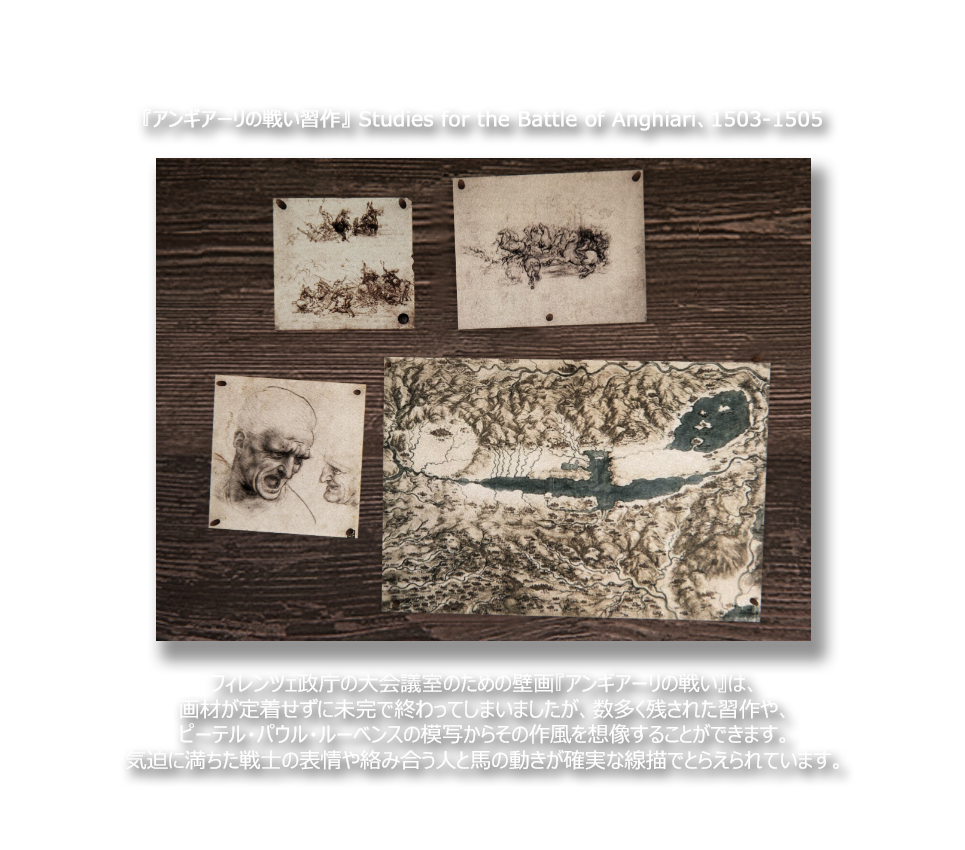 『アンギアーリの戦い習作』 Studies for the Battle of Anghiari、1503-1505
フィレンツェ政庁の大会議室のための壁画『アンギアーリの戦い』は、
画材が定着せずに未完で終わってしまいましたが、数多く残された習作や、
ピーテル・パウル・ルーベンスの模写からその作風を想像することができます。
気迫に満ちた戦士の表情や絡み合う人と馬の動きが確実な線描でとらえられています。